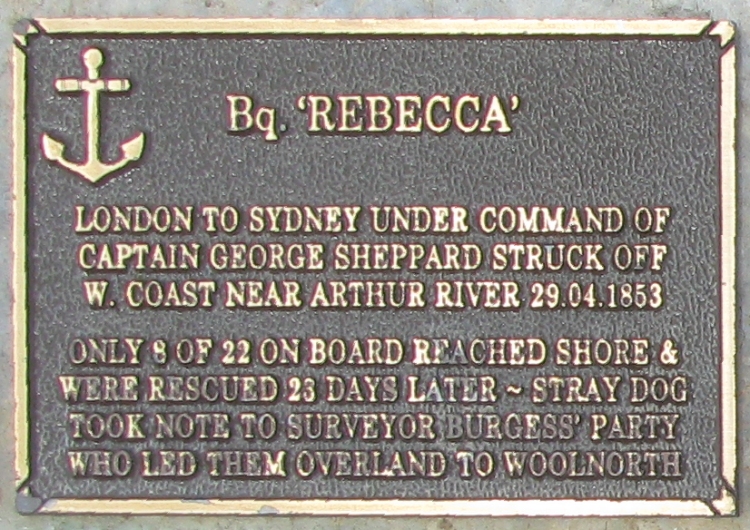 Bq. ‘REBECCA’
LONDON TO SYDNEY UNDER COMMAND OF
CAPTAIN GEORGE SHEPPARD STRUCK OFF
W. COAST NEAR ARTHUR RIVER 29.04.1853
ONLY 8 OF 22 ON BOARD REACHED SHORE &
WERE RESCUED 23 DAYS LATER ~ STRAY DOG
TOOK NOTE TO SURVEYOR BURGESS’ PARTY
WHO LED THEM OVERLAND TO WOOLNORTH